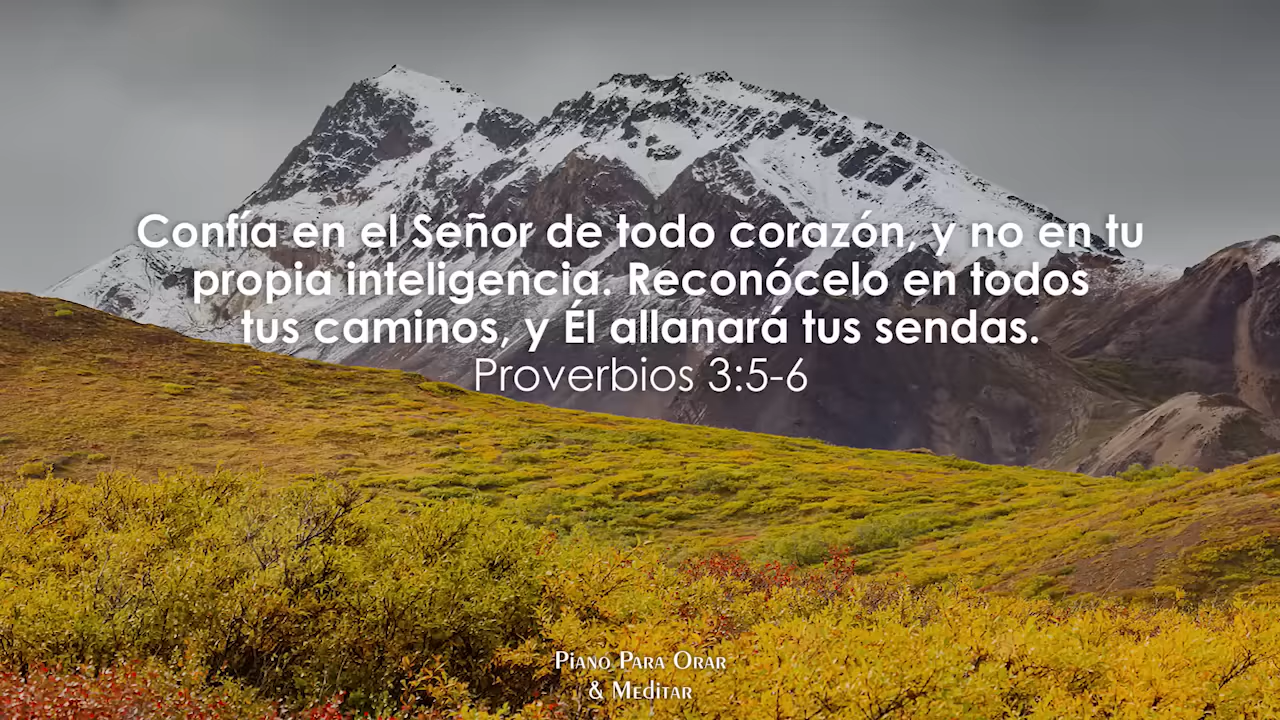 Confía en el Señor de todo corazón, y no en tu
propia inteligencia. Reconócelo en todos
tus caminos, y Él allanará tus sendas.
Proverbios 3:5-6
Piano Para Orar
& Meditar